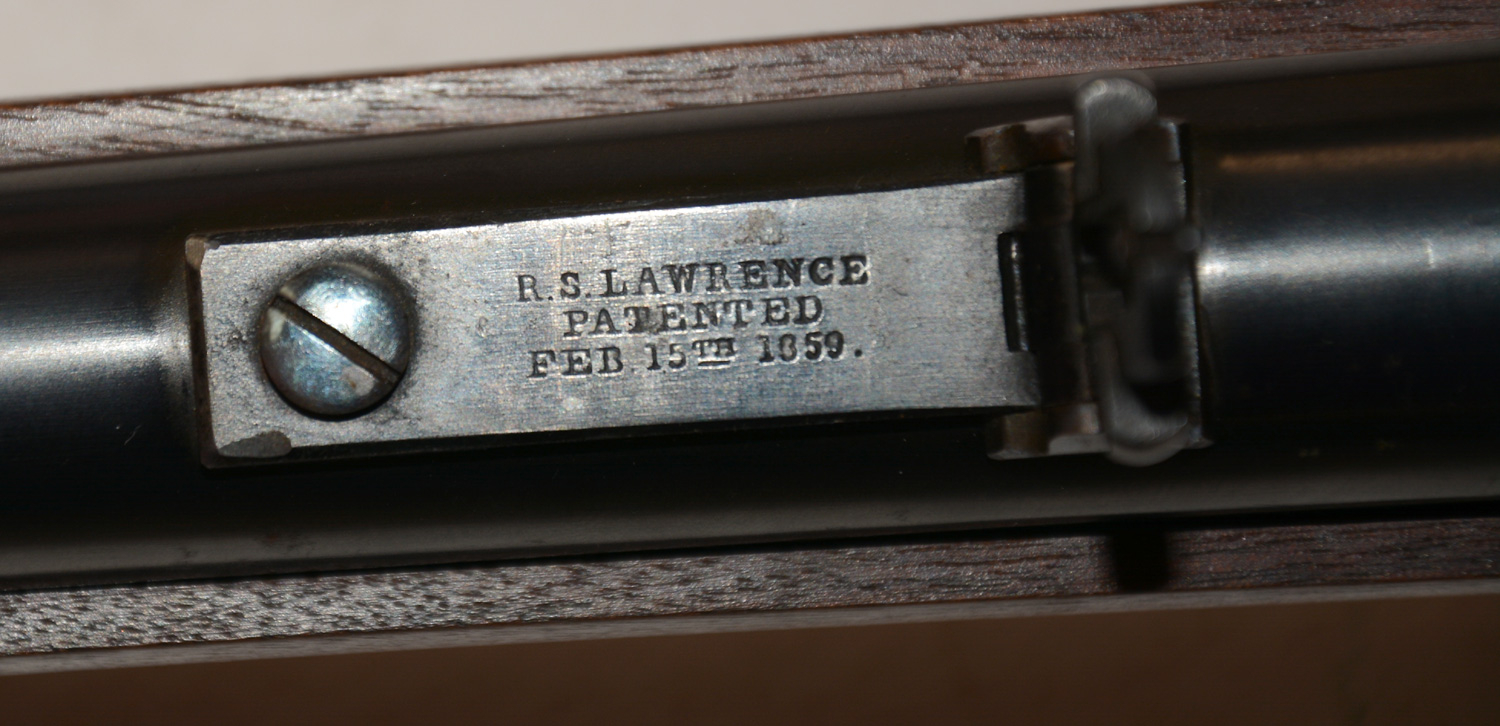 R.S. LAWRENCE
PATENTED
FEB. 15TH 1859.